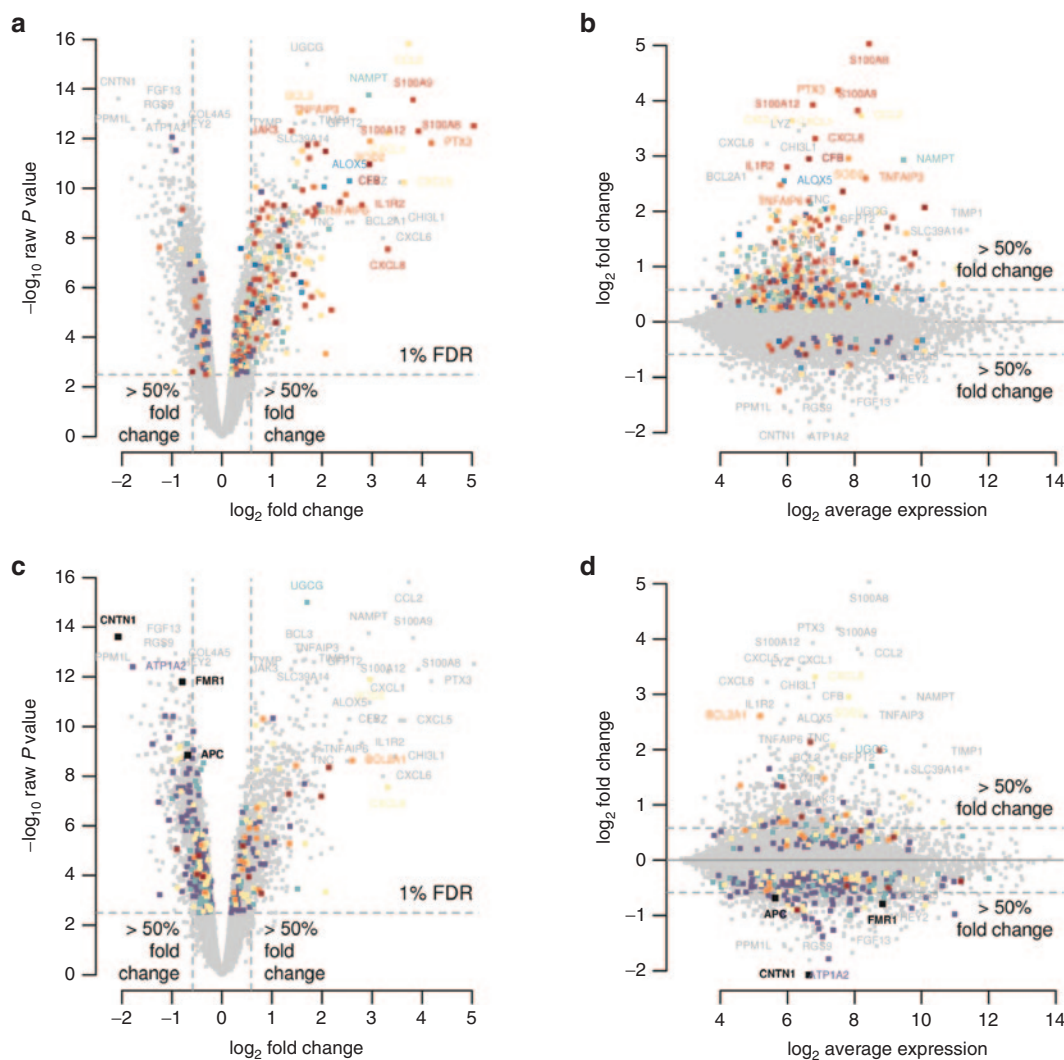 a
16
14
12
10
8
6
4
2
0
−log10 raw P value
UGCG
NAMPT
S100A9
CNTN1
FGF13
RGS9
COL4A5
PPM1L
HEY2
ATP1A2
TNFAIP3
TYMP
TIMP1
GFPT2
JAK3
S100A12
S100A8
SLC39A14
PTX3
ALOX5
CFB
IL1R2
TNC
BCL2A1
CHI3L1
CXCL6
CXCL8
1% FDR
> 50%
fold
change
> 50%
fold
change
−2 −1 0 1 2 3 4 5
log2 fold change
b
5
4
3
2
1
0
−1
−2
log2 fold change
S100A8
PTX3
S100A12
S100A9
LYZ
CXCL6
CXCL8
CHI3L1
CFB
NAMPT
IL1R2
BCL2A1
ALOX5
TNFAIP3
TNFAIP6
TNC
UGCG
TIMP1
GFPT2
SLC39A14
> 50%
fold change
> 50%
fold change
HEY2
PPM1L
RGS9
FGF13
CNTN1
ATP1A2
4 6 8 10 12 14
log2 average expression
c
16
14
12
10
8
6
4
2
0
−log10 raw P value
UGCG
CCL2
CNTN1
NAMPT
S100A9
FGF13
BCL3
RGS9
COL4A5
TNFAIP3
PPM1L
ATP1A2
HEY2
TYMP
TIMP1
GFPT2
JAK3
S100A12
S100A8
FMR1
SLC39A14
PTX3
CXCL1
ALOX5
CXCL5
APC
IL1R2
TNFAIP6
TNC
BCL2A1
CHI3L1
CXCL6
1% FDR
> 50%
fold
change
> 50%
fold
change
−2 −1 0 1 2 3 4 5
log2 fold change
d
5
4
3
2
1
0
−1
−2
log2 fold change
S100A8
PTX3
S100A9
S100A12
CCL2
CXCL5
LYZ
CXCL1
CXCL6
CHI3L1
CFB
NAMPT
IL1R2
BCL2A1
ALOX5
TNFAIP3
TNFAIP6
TNC
UGCG
TIMP1
GFPT2
SLC39A14
> 50%
fold change
> 50%
fold change
APC
FMR1
HEY2
PPM1L
RGS9
FGF13
CNTN1
ATP1A2
4 6 8 10 12 14
log2 average expression